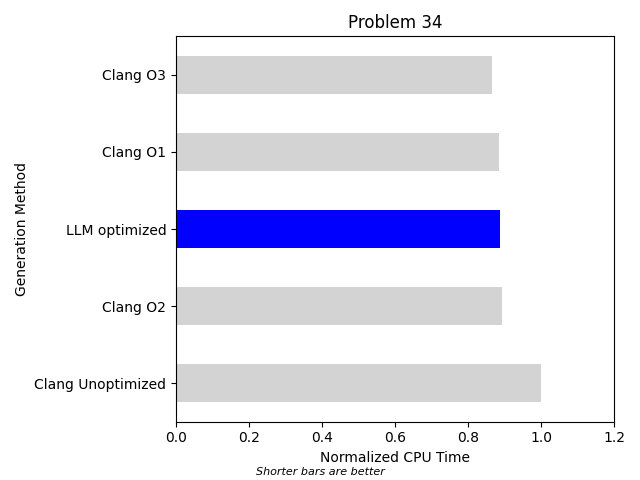 Problem 34
Clang O3
Clang O1
LLM optimized
Clang O2
Clang Unoptimized
Generation Method
0.0 0.2 0.4 0.6 0.8 1.0 1.2
Normalized CPU Time
Shorter bars are better